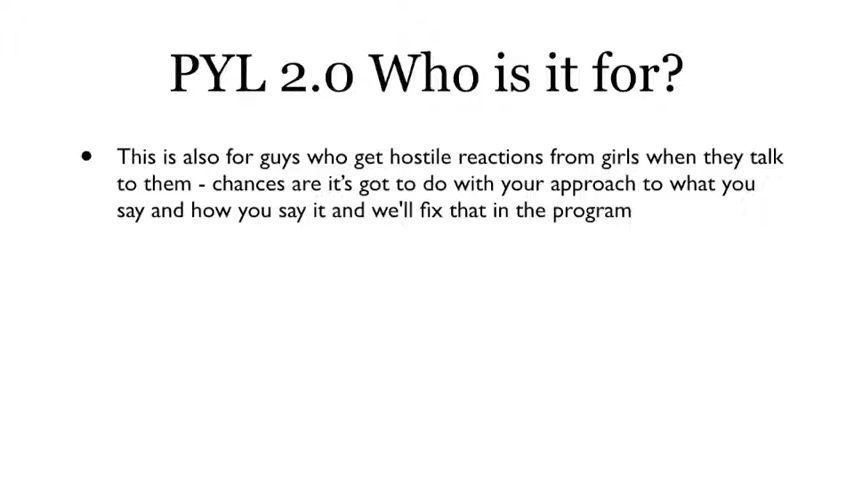 PYL 2.0 Who is it for?
• This is also for guys who get hostile reactions from girls when they talk
to them - chances are it’s got to do with your approach to what you
say and how you say it and we'll fix that in the program